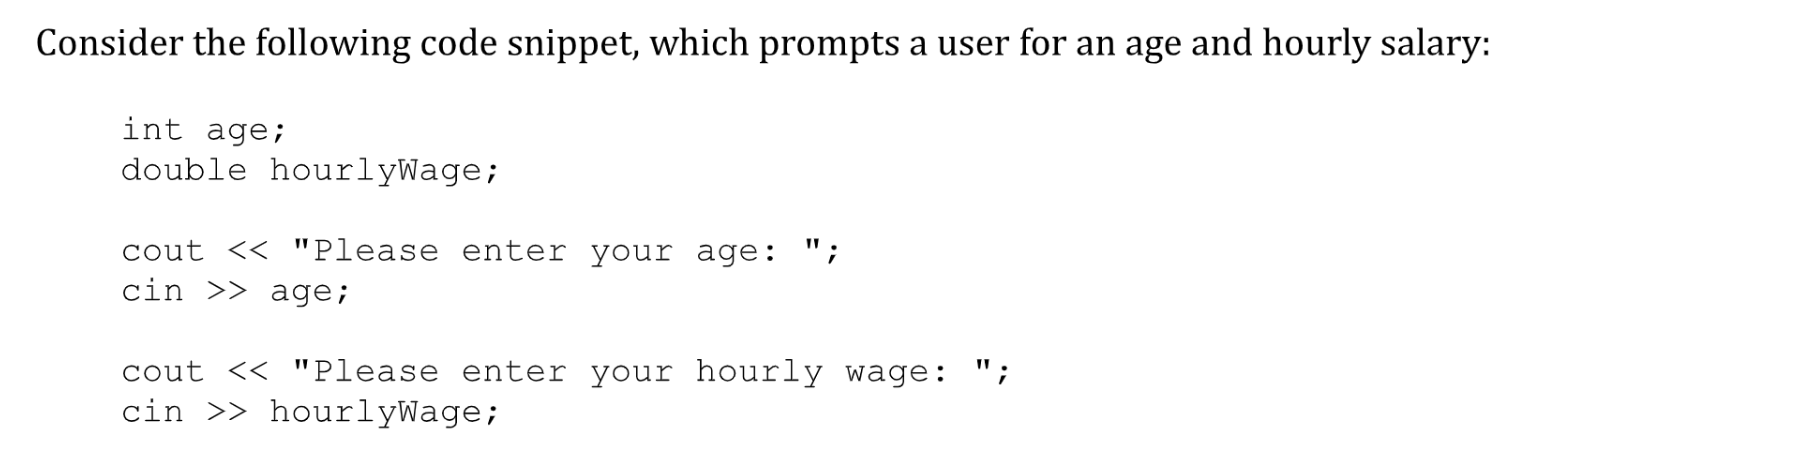 Consider the following code snippet, which prompts a user for an age and hourly salary:
int age;
double hourlyWage;
cout << "Please enter your age: ";
cin >> age;
cout << "Please enter your hourly wage: ";
cin >> hourlyWage;